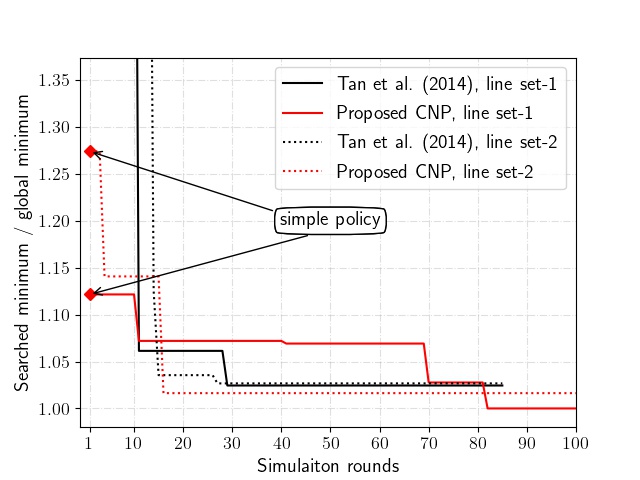 Searched minimum / global minimum
1.35
1.30
1.25
1.20
1.15
1.10
1.05
1.00
Tan et al. (2014), line set-1
Proposed CNP, line set-1
Tan et al. (2014), line set-2
Proposed CNP, line set-2
simple policy
1 10 20 30 40 50 60 70 80 90 100
Simulaiton rounds